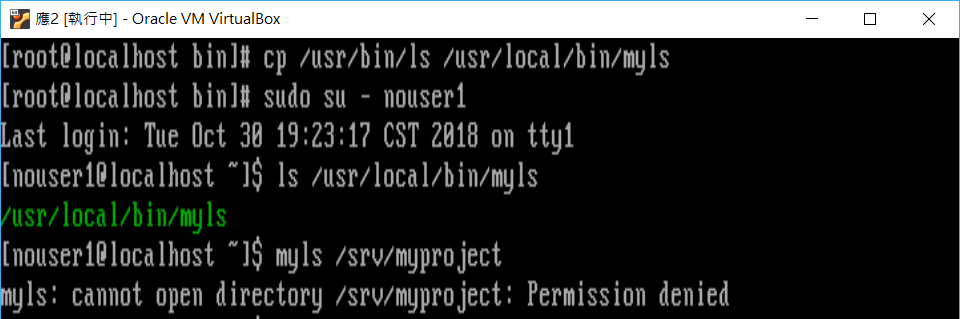 應2 [執行中] - Oracle VM VirtualBox
[root@localhost bin]# cp /usr/bin/ls /usr/local/bin/myls
[root@localhost bin]# sudo su - nouser1
Last login: Tue Oct 30 19:23:17 CST 2018 on tty1
[nouser1@localhost ~]$ ls /usr/local/bin/myls
/usr/local/bin/myls
[nouser1@localhost ~]$ myls /srv/myproject
myls: cannot open directory /srv/myproject: Permission denied